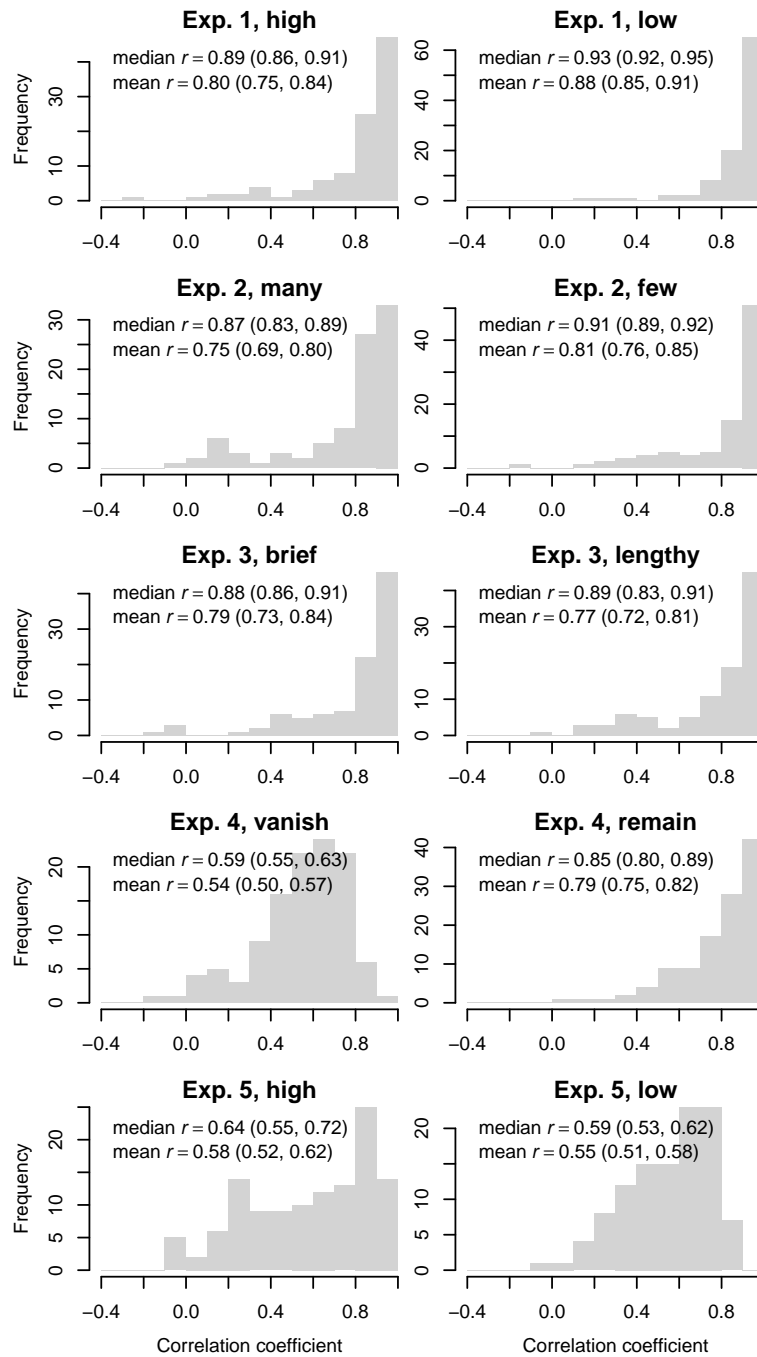 Exp. 1, high
median r = 0.89 (0.86, 0.91)
mean r = 0.80 (0.75, 0.84)
Frequency
0 10 40
−0.4 0.0 0.4 0.8
Exp. 1, low
median r = 0.93 (0.92, 0.95)
mean r = 0.88 (0.85, 0.91)
0 20 40 60
−0.4 0.0 0.4 0.8
Exp. 2, many
median r = 0.87 (0.83, 0.89)
mean r = 0.75 (0.69, 0.80)
Frequency
0 5 10 20 30
−0.4 0.0 0.4 0.8
Exp. 2, few
median r = 0.91 (0.89, 0.92)
mean r = 0.81 (0.76, 0.85)
0 20 40
−0.4 0.0 0.4 0.8
Exp. 3, brief
median r = 0.88 (0.86, 0.91)
mean r = 0.79 (0.73, 0.84)
Frequency
0 10 30
−0.4 0.0 0.4 0.8
Exp. 3, lengthy
median r = 0.89 (0.83, 0.91)
mean r = 0.77 (0.72, 0.81)
0 10 30
−0.4 0.0 0.4 0.8
Exp. 4, vanish
median r = 0.59 (0.55, 0.63)
mean r = 0.54 (0.50, 0.57)
Frequency
0 5 10 20
−0.4 0.0 0.4 0.8
Exp. 4, remain
median r = 0.85 (0.80, 0.89)
mean r = 0.79 (0.75, 0.82)
0 10 20 30 40
−0.4 0.0 0.4 0.8
Exp. 5, high
median r = 0.64 (0.55, 0.72)
mean r = 0.58 (0.52, 0.62)
Frequency
0 5 10 20
−0.4 0.0 0.4 0.8
Correlation coefficient
Exp. 5, low
median r = 0.59 (0.53, 0.62)
mean r = 0.55 (0.51, 0.58)
0 5 10 20
−0.4 0.0 0.4 0.8
Correlation coefficient